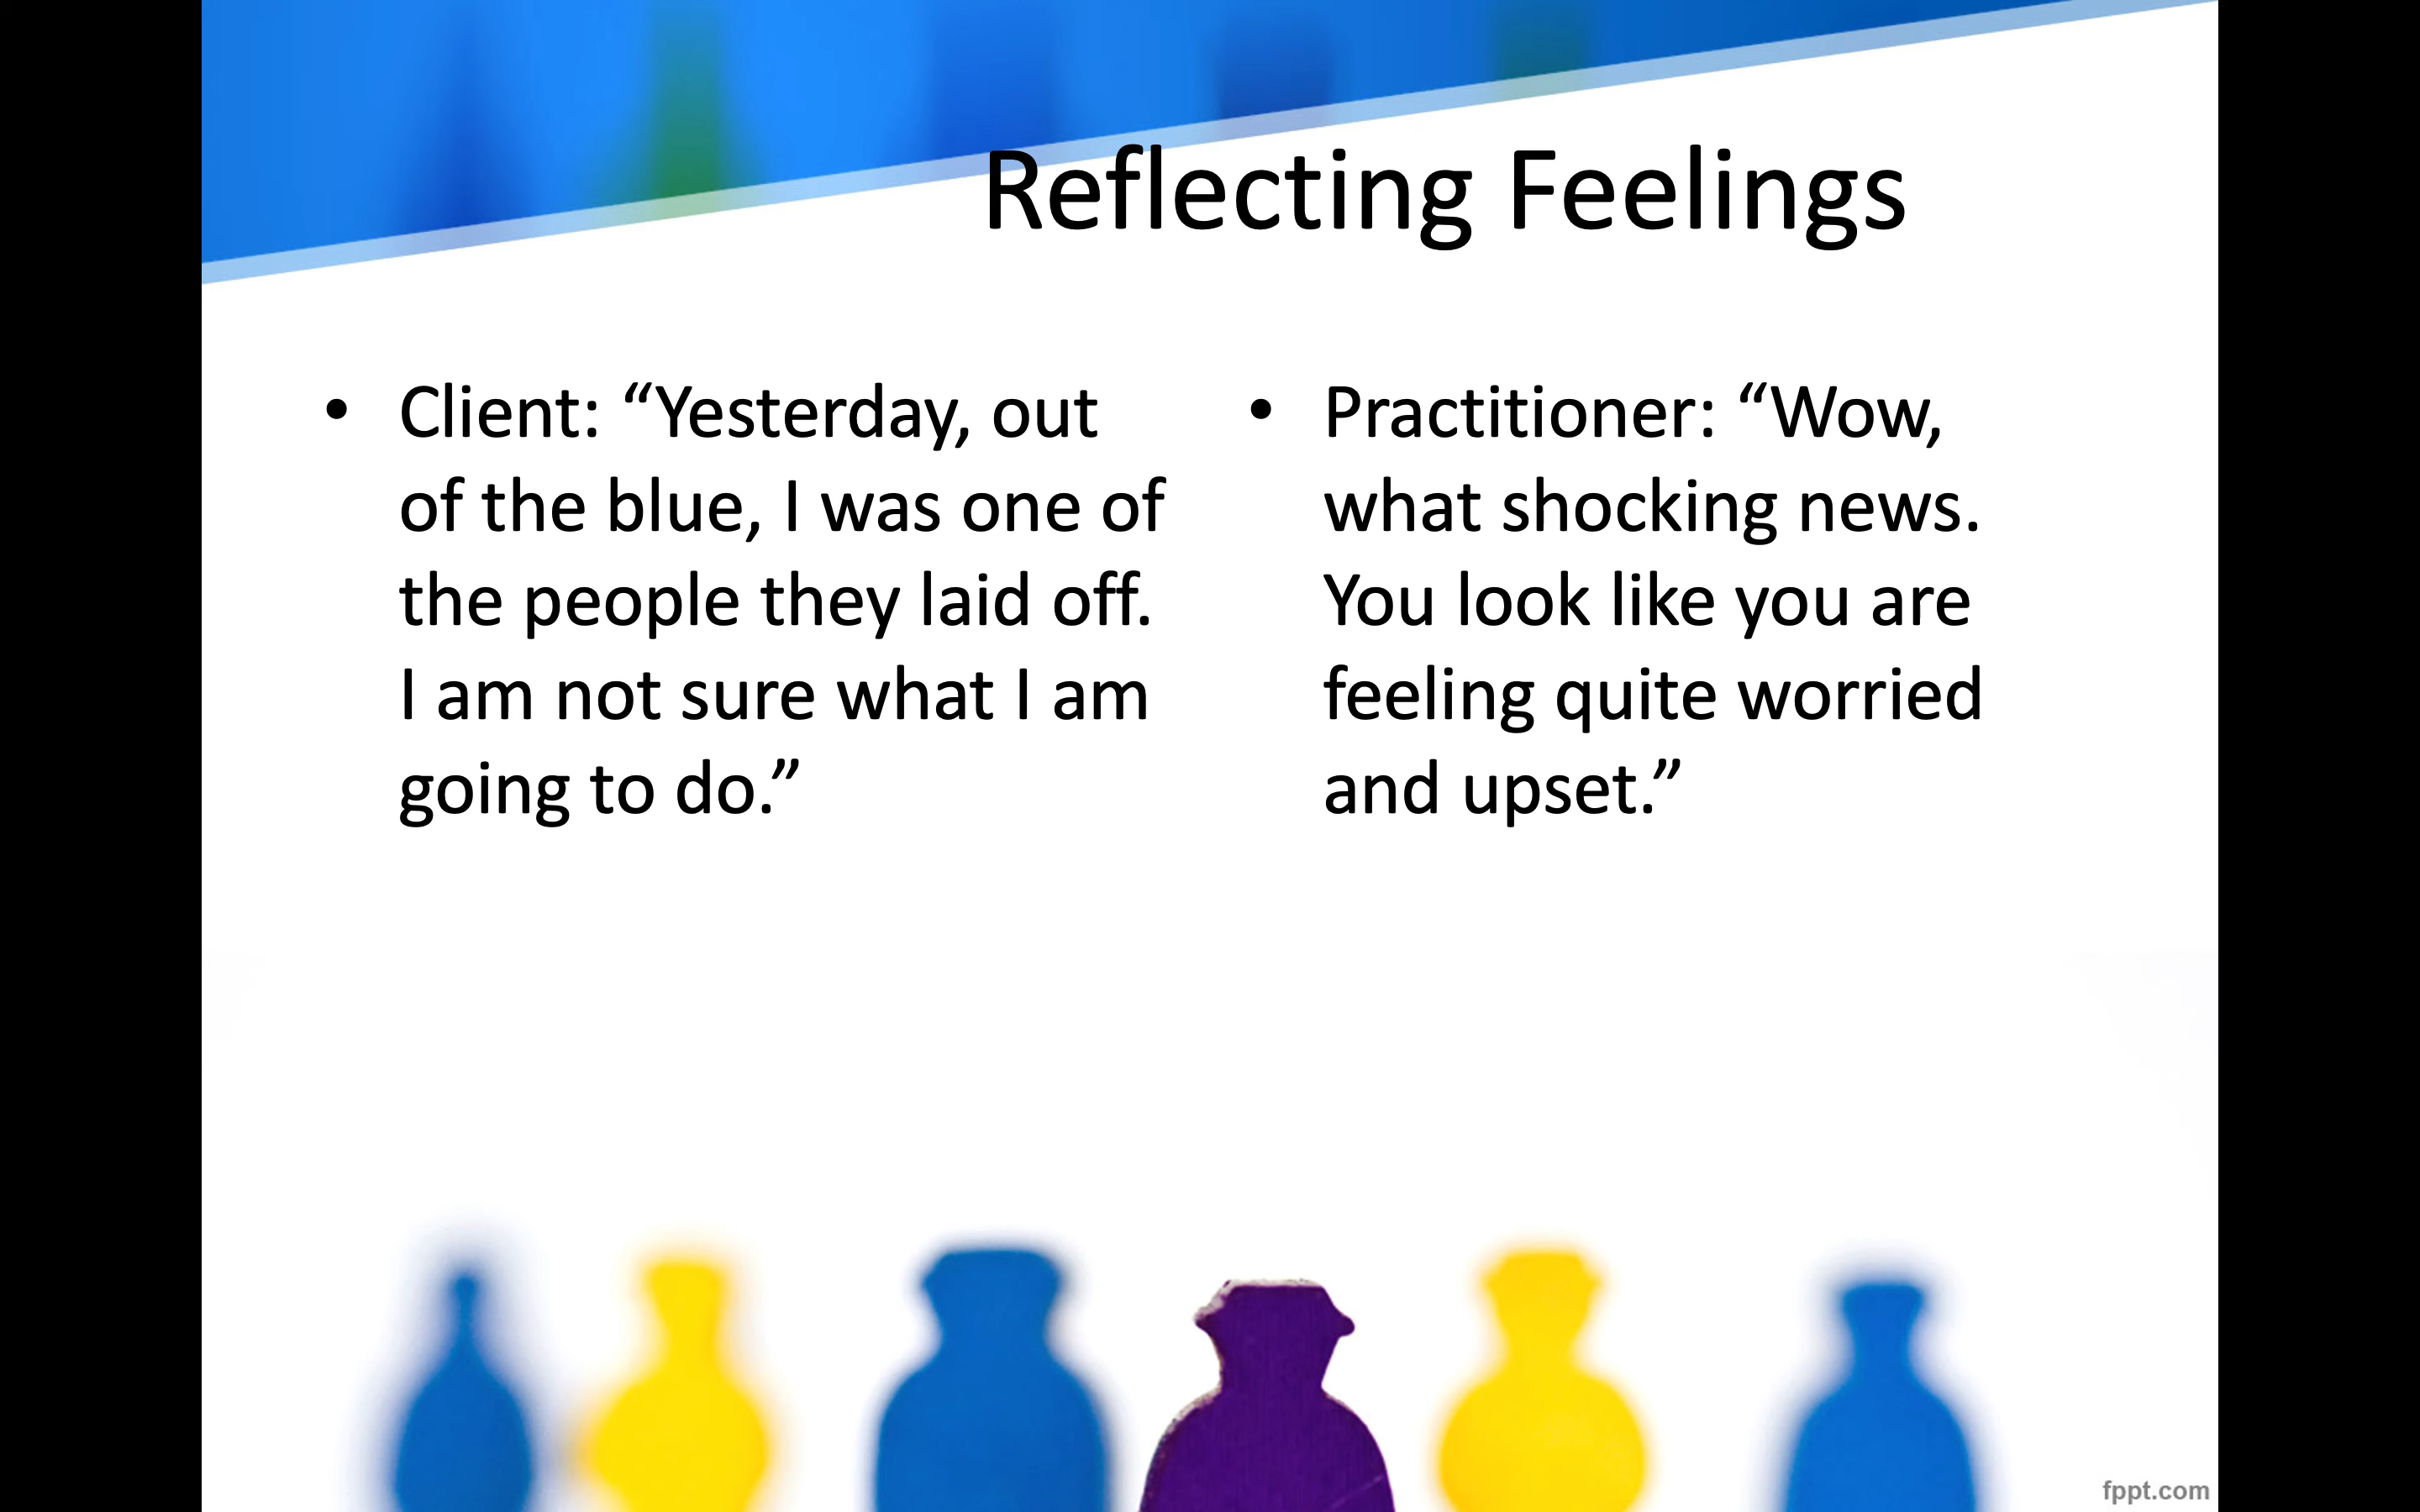 Reflecting Feelings
• Client: “Yesterday, out
of the blue, I was one of
the people they laid off.
I am not sure what I am
going to do.”
• Practitioner: “Wow,
what shocking news.
You look like you are
feeling quite worried
and upset.”
fppt.com